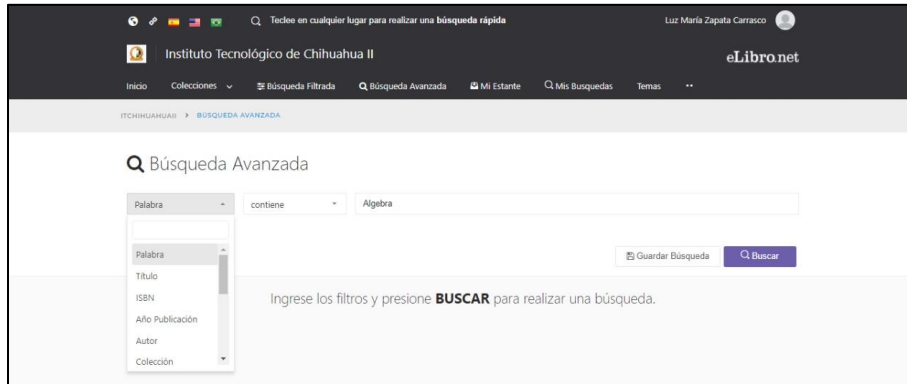 Teclee en cualquier lugar para realizar una búsqueda rápida
Luz María Zapata Carrasco
Instituto Tecnológico de Chihuahua II
eLibro.net
Inicio Colecciones Búsqueda Filtrada Búsqueda Avanzada Mi Estante Mis Busquedas Temas
ITCHIHUAHUAII > BÚSQUEDA AVANZADA
Búsqueda Avanzada
Palabra contiene Algebra
Palabra
Guardar Búsqueda Buscar
Título
ISBN
Ingrese los filtros y presione BUSCAR para realizar una búsqueda.
Año Publicación
Autor
Colección